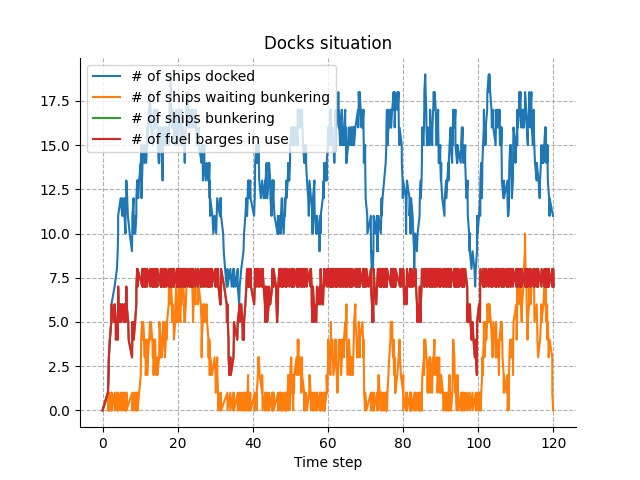 Docks situation
# of ships docked
# of ships waiting bunkering
# of ships bunkering
# of fuel barges in use
17.5
15.0
12.5
10.0
7.5
5.0
2.5
0.0
0 20 40 60 80 100 120
Time step